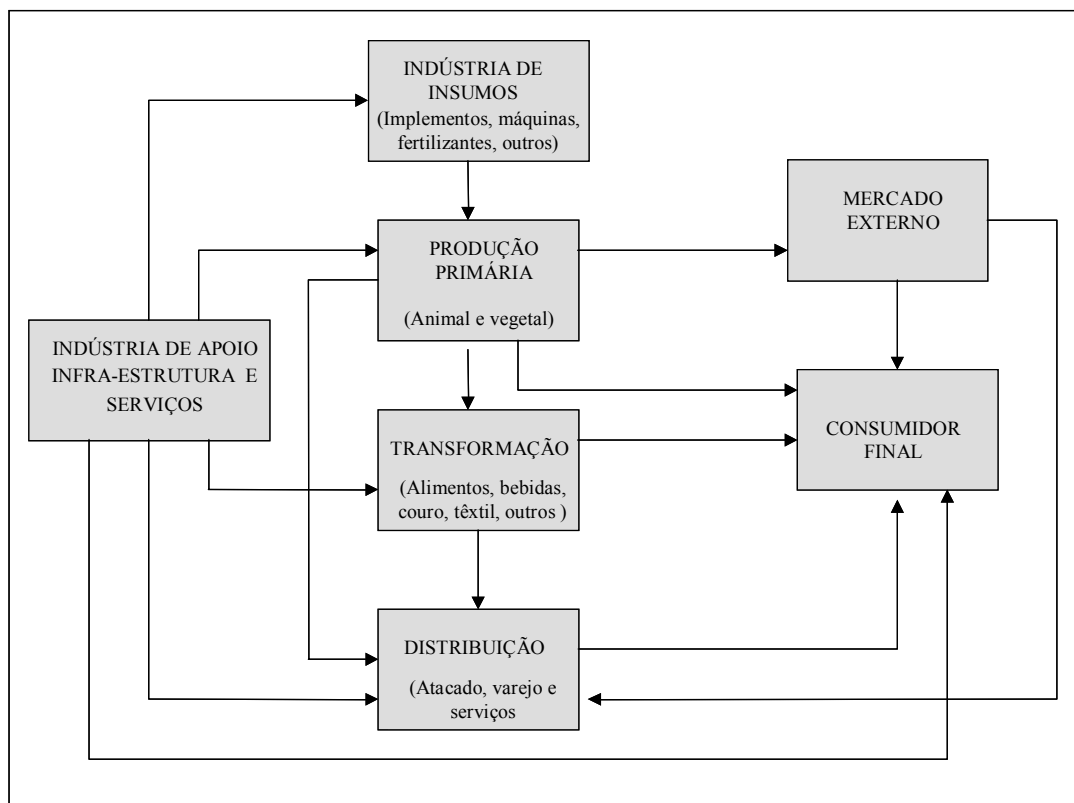 INDÚSTRIA DE
INSUMOS
(Implementos, máquinas,
fertilizantes, outros)
MERCADO
EXTERNO
PRODUÇÃO
PRIMÁRIA
(Animal e vegetal)
INDÚSTRIA DE APOIO
INFRA-ESTRUTURA E
SERVIÇOS
TRANSFORMAÇÃO
(Alimentos, bebidas,
couro, têxtil, outros )
CONSUMIDOR
FINAL
DISTRIBUIÇÃO
(Atacado, varejo e
serviços